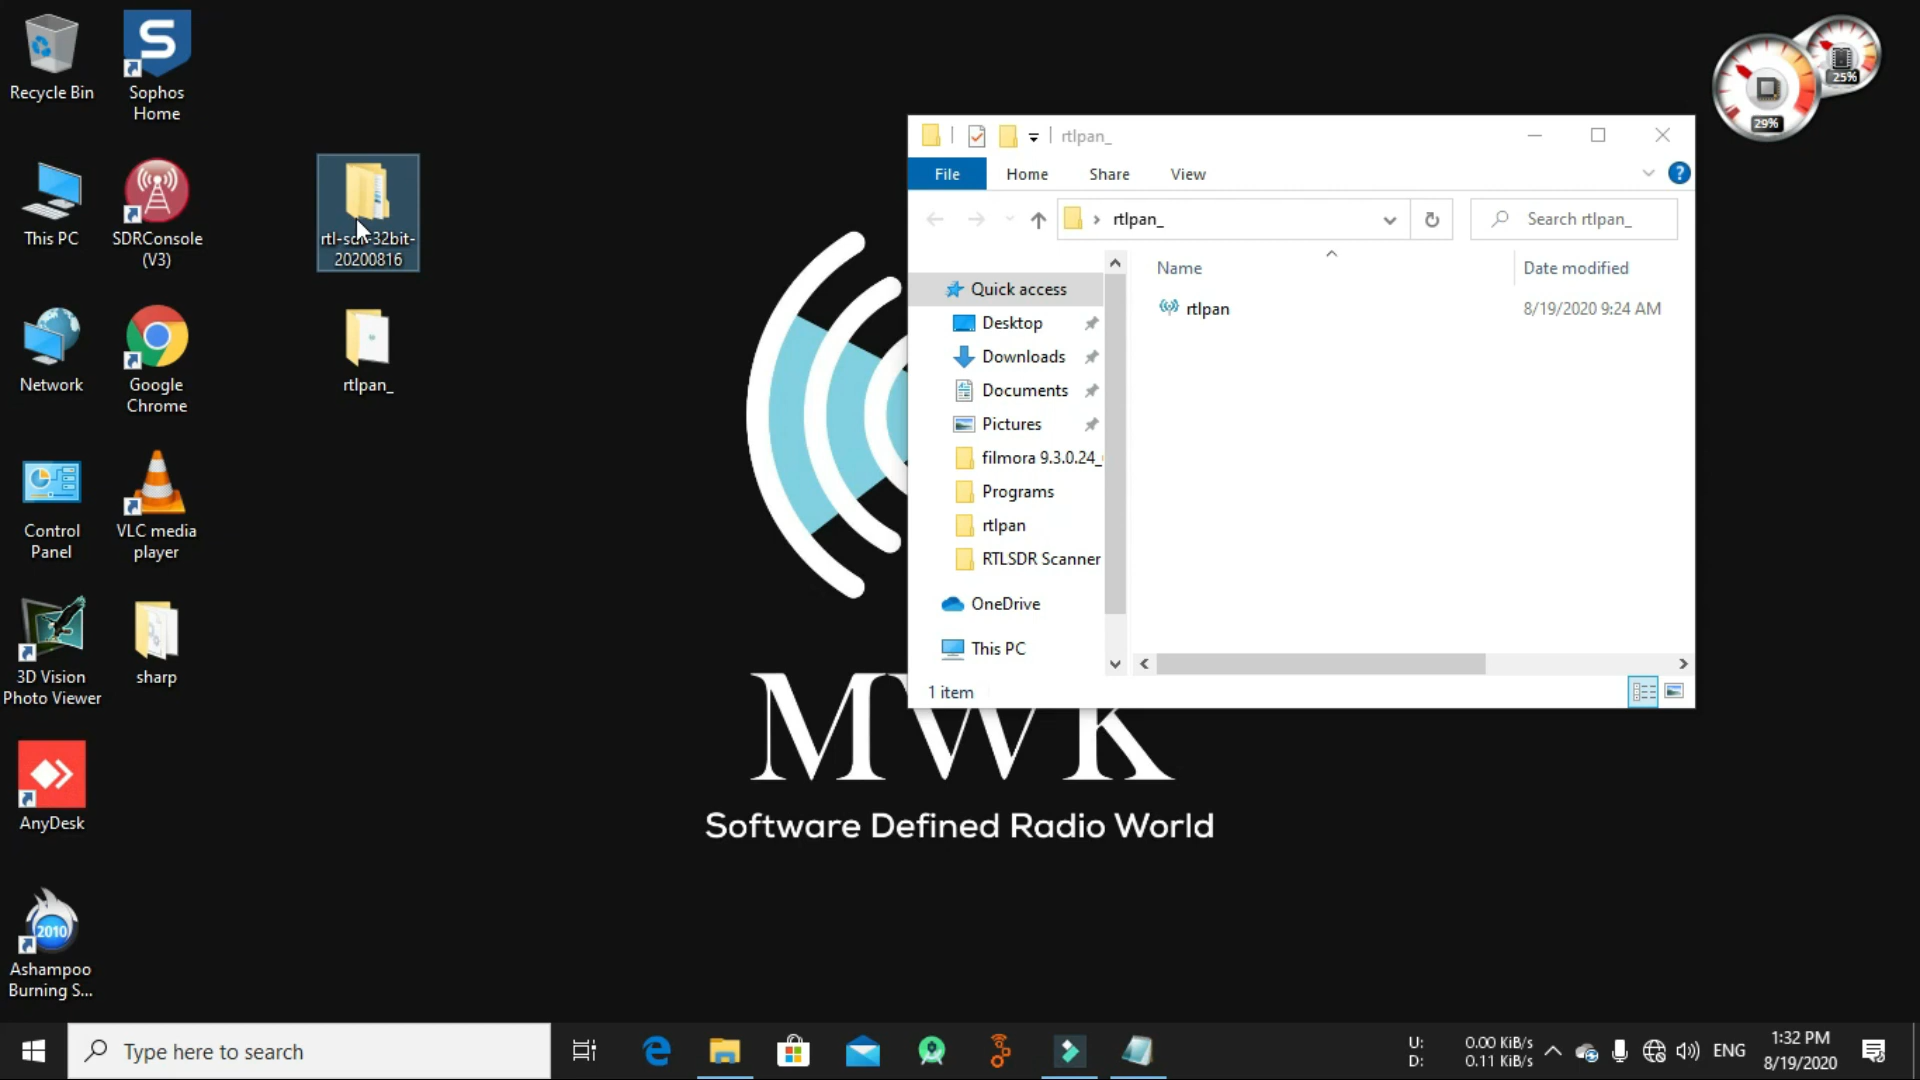 Recycle Bin
Sophos
Home
This PC
SDRConsole
(V3)
rtl-sdr-32bit-
20200816
Network
Google
Chrome
rtlpan_
Control
Panel
VLC media
player
3D Vision
Photo Viewer
sharp
AnyDesk
2010
Ashampoo
Burning S...
29%
25%
rtlpan_
File
Home
Share
View
rtlpan_
Search rtlpan_
Name
Date modified
rtlpan
8/19/2020 9:24 AM
Quick access
Desktop
Downloads
Documents
Pictures
filmora 9.3.0.24_
Programs
rtlpan
RTLSDR Scanner
OneDrive
This PC
1 item
MWK
Software Defined Radio World
Type here to search
U: 0.00 KiB/s
D: 0.11 KiB/s
ENG
1:32 PM
8/19/2020